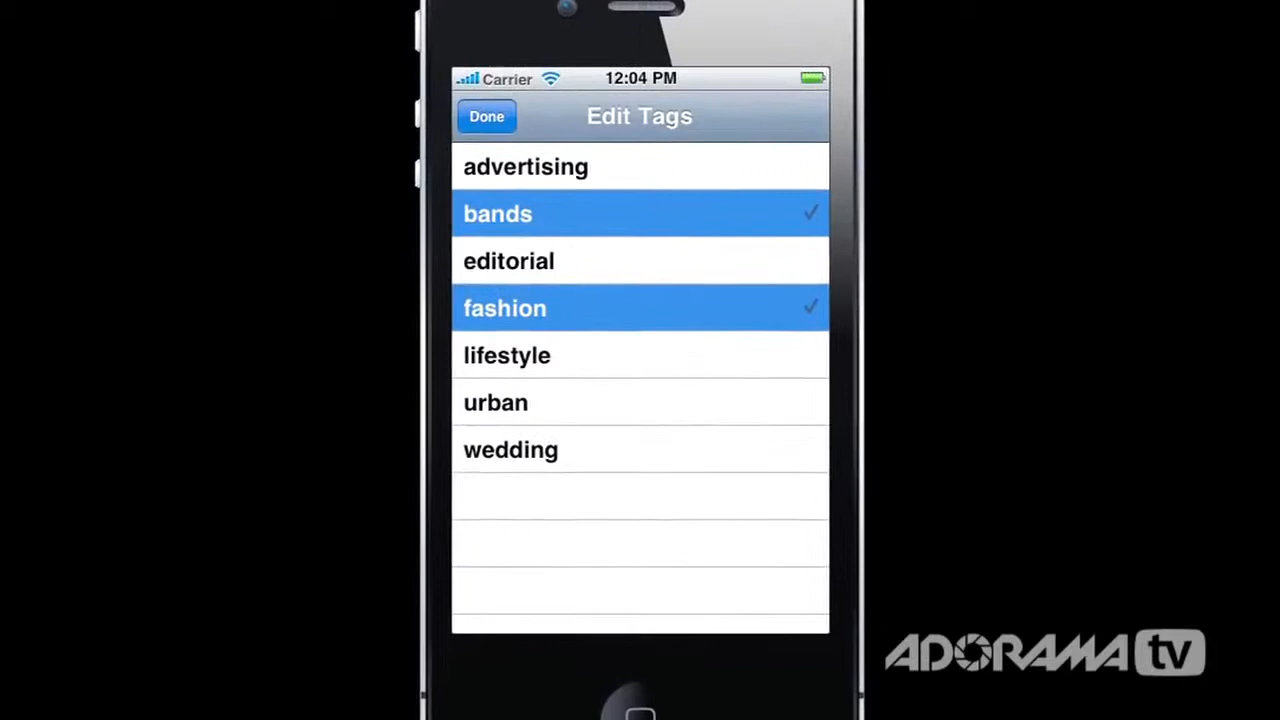 Carrier 12:04 PM
Done Edit Tags
advertising
bands
editorial
fashion
lifestyle
urban
wedding
ADORAMA tv